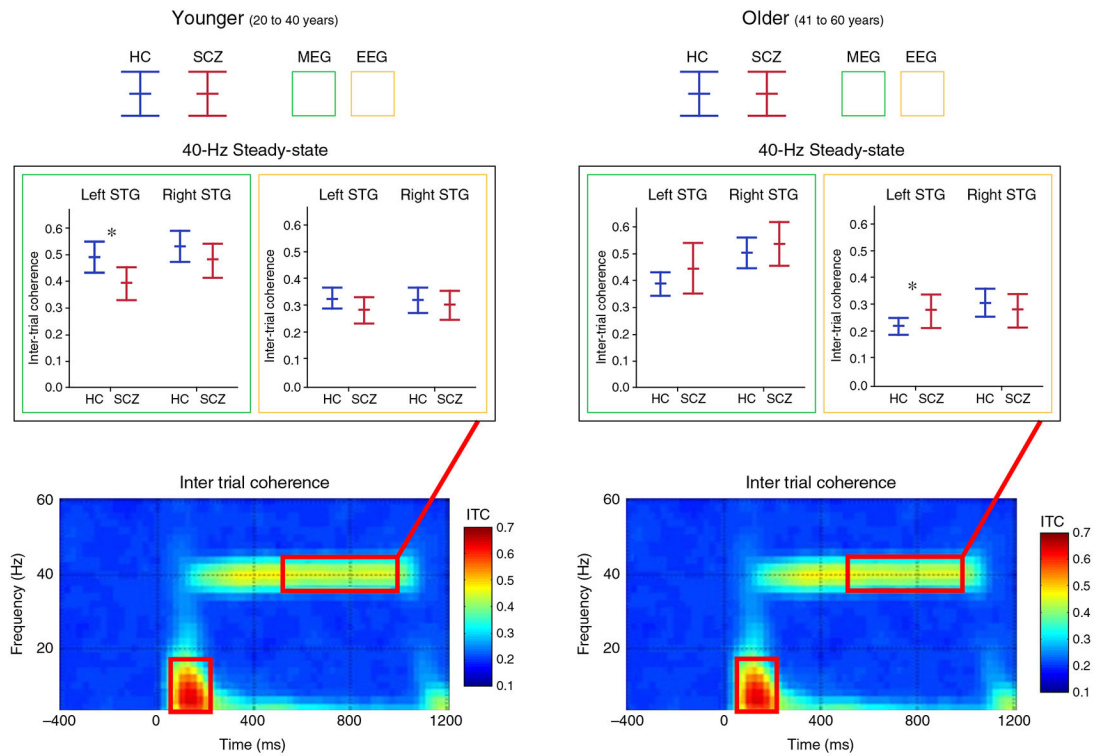 Younger (20 to 40 years)
HC SCZ MEG EEG
40-Hz Steady-state
Left STG Right STG
Inter-trial coherence
0.6
0.5
0.4
0.3
0.2
0.1
0.0
*
HC SCZ HC SCZ
Left STG Right STG
Inter-trial coherence
0.6
0.5
0.4
0.3
0.2
0.1
0.0
HC SCZ HC SCZ
Inter trial coherence
Frequency (Hz)
60
40
20
−400 0 400 800 1200
Time (ms)
ITC
0.7
0.6
0.5
0.4
0.3
0.2
0.1
Older (41 to 60 years)
HC SCZ MEG EEG
40-Hz Steady-state
Left STG Right STG
Inter-trial coherence
0.6
0.5
0.4
0.3
0.2
0.1
0.0
HC SCZ HC SCZ
Left STG Right STG
Inter-trial coherence
0.6
0.5
0.4
0.3
0.2
0.1
0.0
*
HC SCZ HC SCZ
Inter trial coherence
Frequency (Hz)
60
40
20
−400 0 400 800 1200
Time (ms)
ITC
0.7
0.6
0.5
0.4
0.3
0.2
0.1